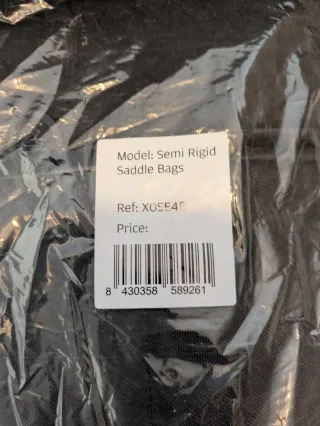 Model: Semi Rigid
Saddle Bags
Ref:
Price:
8 430358 589261